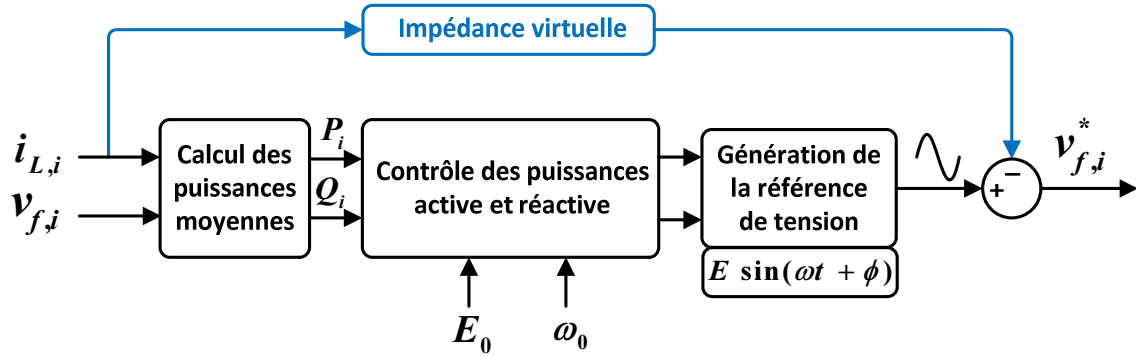 Impédance virtuelle
i_{L,i}
v_{f,i}
Calcul des
puissances
moyennes
P_i
Q_i
Contrôle des puissances
active et réactive
E_0
ω_0
Génération de
la référence
de tension
E sin(ωt + ϕ)
+
−
v^*_{f,i}